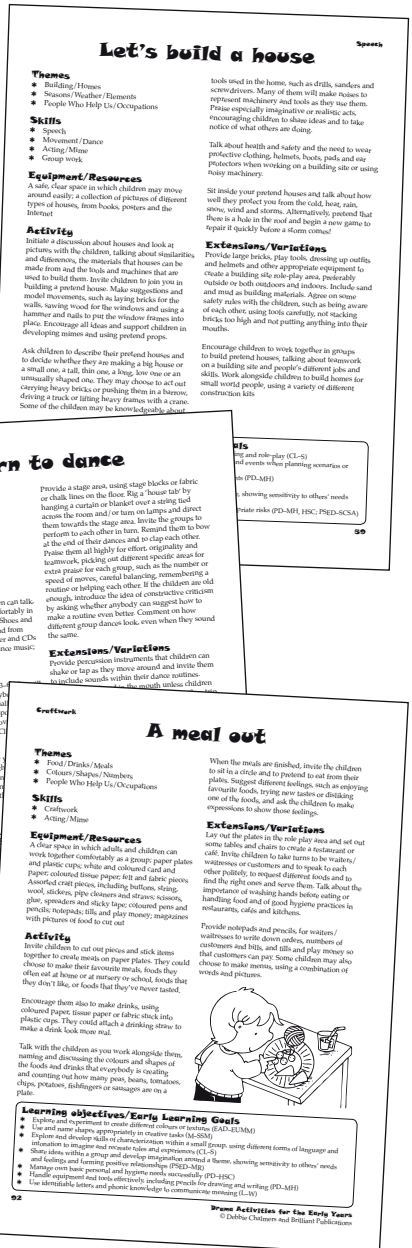 Speech
Let's build a house
Themes
✱ Building/Homes
✱ Seasons/Weather/Elements
✱ People Who Help Us/Occupations
Skills
✱ Speech
✱ Movement/Dance
✱ Acting/Mime
✱ Group work
Equipment/Resources
A safe, clear space in which children may move
around easily; a collection of pictures of different
types of houses, from books, posters and the
Internet
Activity
Initiate a discussion about houses and look at
pictures with the children, talking about similarities
and differences, the materials that houses can be
made from and the tools and machines that are
used to build them. Invite children to join you in
building a pretend house. Make suggestions and
model movements, such as laying bricks for the
walls, sawing wood for the windows and using a
hammer and nails to put the window frames into
place. Encourage all ideas and support children in
developing mimes and using pretend props.
Ask children to describe their pretend houses and
to decide whether they are making a big house or
a small one, a tall, thin one, a long, low one or an
unusually shaped one. They may choose to act out
carrying heavy bricks or pushing them in a barrow,
driving a truck or lifting heavy frames with a crane.
Some of the children may be knowledgeable about
tools used in the home, such as drills, sanders and
screwdrivers. Many of them will make noises to
represent machinery and tools as they use them.
Praise especially imaginative or realistic acts,
encouraging children to share ideas and to take
notice of what others are doing.
Talk about health and safety and the need to wear
protective clothing, helmets, boots, pads and ear
protectors when working on a building site or using
noisy machinery.
Sit inside your pretend houses and talk about how
well they protect you from the cold, heat, rain,
snow, wind and storms. Alternatively, pretend that
there is a hole in the roof and begin a new game to
repair it quickly before a storm comes!
Extensions/Variations
Provide large bricks, play tools, dressing up outfits
and helmets and other appropriate equipment to
create a building site role-play area, preferably
outside or both outdoors and indoors. Include sand
and mud as building materials. Agree on some
safety rules with the children, such as being aware
of each other, using tools carefully, not stacking
bricks too high and not putting anything into their
mouths.
Encourage children to work together in groups
to build pretend houses, talking about teamwork
on a building site and people's different jobs and
skills. Work alongside children to build homes for
small world people, using a variety of different
construction kits
als
ng and role-play (CL–S)
nd events when planning scenarios or
ts (PD–MH)
, showing sensitivity to others' needs
priate risks (PD–MH, HSC; PSED–SCSA)
59
rn to dance
Provide a stage area, using stage blocks or fabric
or chalk lines on the floor. Rig a 'house tab' by
hanging a curtain or blanket over a string tied
across the room and/or turn on lamps and direct
them towards the stage area. Invite the groups to
perform to each other in turn. Remind them to bow
at the end of their dances and to clap each other.
Praise them all highly for effort, originality and
teamwork, picking out different specific areas for
extra praise for each group, such as the number or
speed of moves, careful balancing, remembering a
routine or helping each other. If the children are old
enough, introduce the idea of constructive criticism
by asking whether anybody can suggest how to
make a routine even better. Comment on how
different group dances look, even when they sound
the same.
Extensions/Variations
Provide percussion instruments that children can
shake or tap as they move around and invite them
to include sounds within their dance routines.
the mouth unless children
en can talk.
fortably in
Shoes and
d from
er and CDs
nce music;
Craftwork
A meal out
Themes
✱ Food/Drinks/Meals
✱ Colours/Shapes/Numbers
✱ People Who Help Us/Occupations
Skills
✱ Craftwork
✱ Acting/Mime
Equipment/Resources
A clear space in which adults and children can
work together comfortably as a group; paper plates
and plastic cups; white and coloured card and
paper; coloured tissue paper; felt and fabric pieces
Assorted craft pieces, including buttons, string,
wool, stickers, pipe cleaners and straws; scissors,
glue, spreaders and sticky tape; coloured pens and
pencils; notepads; tills and play money; magazines
with pictures of food to cut out
Activity
Invite children to cut out pieces and stick items
together to create meals on paper plates. They could
choose to make their favourite meals, foods they
often eat at home or at nursery or school, foods that
they don't like, or foods that they've never tasted.
Encourage them also to make drinks, using
coloured paper, tissue paper or fabric stuck into
plastic cups. They could attach a drinking straw to
make a drink look more real.
Talk with the children as you work alongside them,
naming and discussing the colours and shapes of
the foods and drinks that everybody is creating
and counting out how many peas, beans, tomatoes,
chips, potatoes, fishfingers or sausages are on a
plate.
When the meals are finished, invite the children
to sit in a circle and to pretend to eat from their
plates. Suggest different feelings, such as enjoying
favourite foods, trying new tastes or disliking
one of the foods, and ask the children to make
expressions to show those feelings.
Extensions/Variations
Lay out the plates in the role play area and set out
some tables and chairs to create a restaurant or
café. Invite children to take turns to be waiters/
waitresses or customers and to speak to each
other politely, to request different foods and to
find the right ones and serve them. Talk about the
importance of washing hands before eating or
handling food and of good hygiene practices in
restaurants, cafés and kitchens.
Provide notepads and pencils, for waiters/
waitresses to write down orders, numbers of
customers and bills, and tills and play money so
that customers can pay. Some children may also
choose to make menus, using a combination of
words and pictures.
Learning objectives/Early Learning Goals
✱ Explore and experiment to create different colours or textures (EAD–EUMM)
✱ Use and name shapes appropriately in creative tasks (M–SSM)
✱ Explore and develop skills of characterization within a small group, using different forms of language and
intonation to imagine and recreate roles and experiences (CL–S)
✱ Share ideas within a group and develop imagination around a theme, showing sensitivity to others' needs
and feelings and forming positive relationships (PSED–MR)
✱ Manage own basic personal and hygiene needs successfully (PD–HSC)
✱ Handle equipment and tools effectively, including pencils for drawing and writing (PD–MH)
✱ Use identifiable letters and phonic knowledge to communicate meaning (L–W)
92
Drama Activities for the Early Years
© Debbie Chalmers and Brilliant Publications